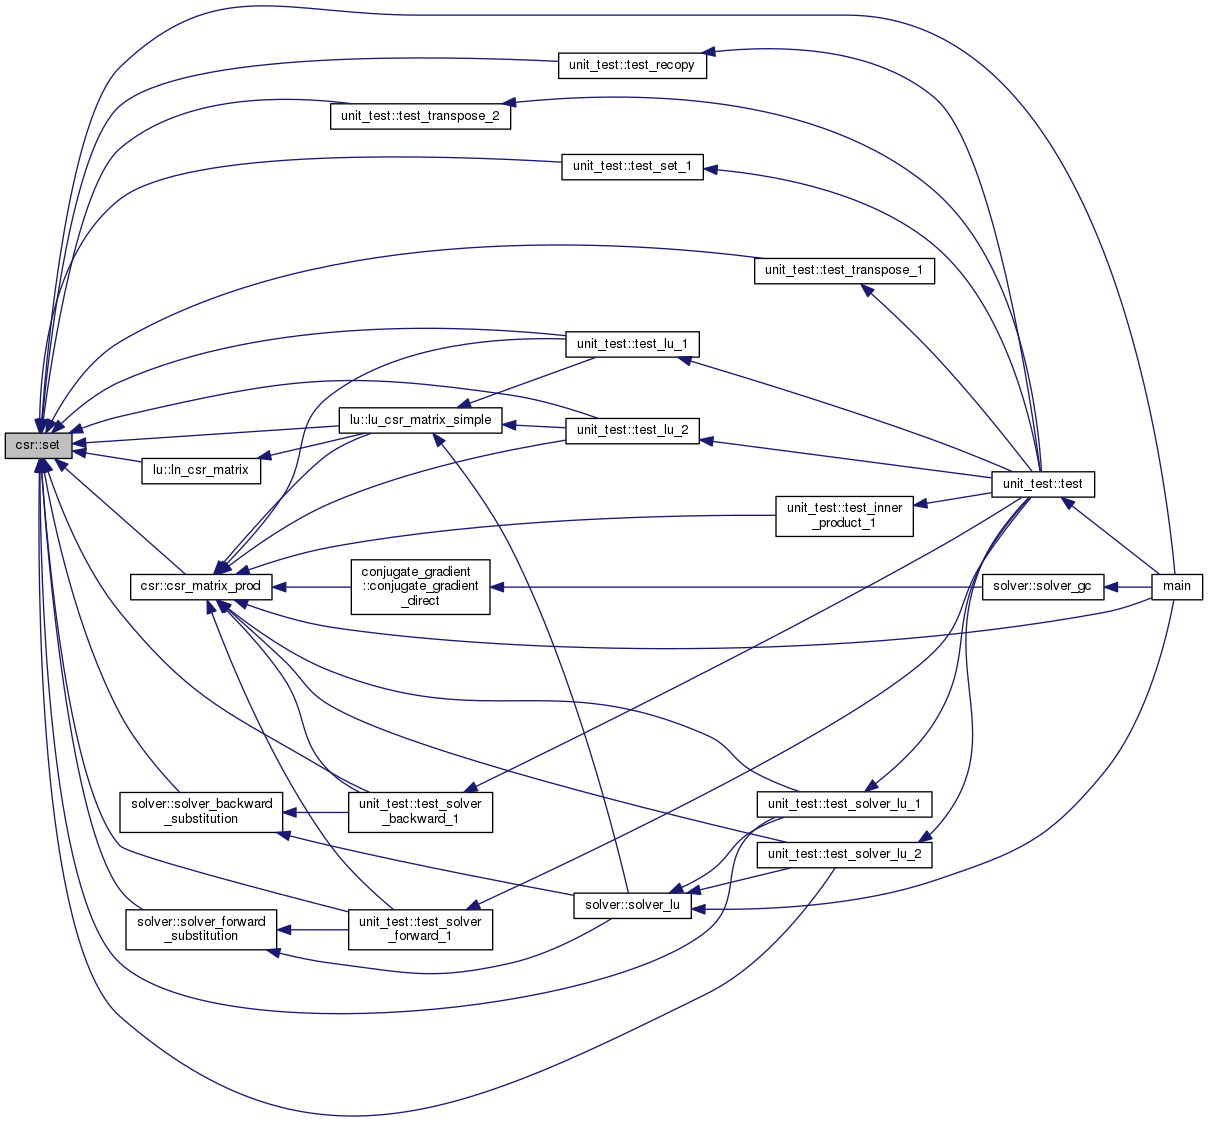 unit_test::test_recopy
unit_test::test_transpose_2
unit_test::test_set_1
unit_test::test_transpose_1
unit_test::test_lu_1
lu::lu_csr_matrix_simple
unit_test::test_lu_2
csr::set
lu::ln_csr_matrix
unit_test::test
unit_test::test_inner
_product_1
csr::csr_matrix_prod
conjugate_gradient
::conjugate_gradient
_direct
solver::solver_gc
main
solver::solver_backward
_substitution
unit_test::test_solver
_backward_1
unit_test::test_solver_lu_1
unit_test::test_solver_lu_2
solver::solver_lu
solver::solver_forward
_substitution
unit_test::test_solver
_forward_1